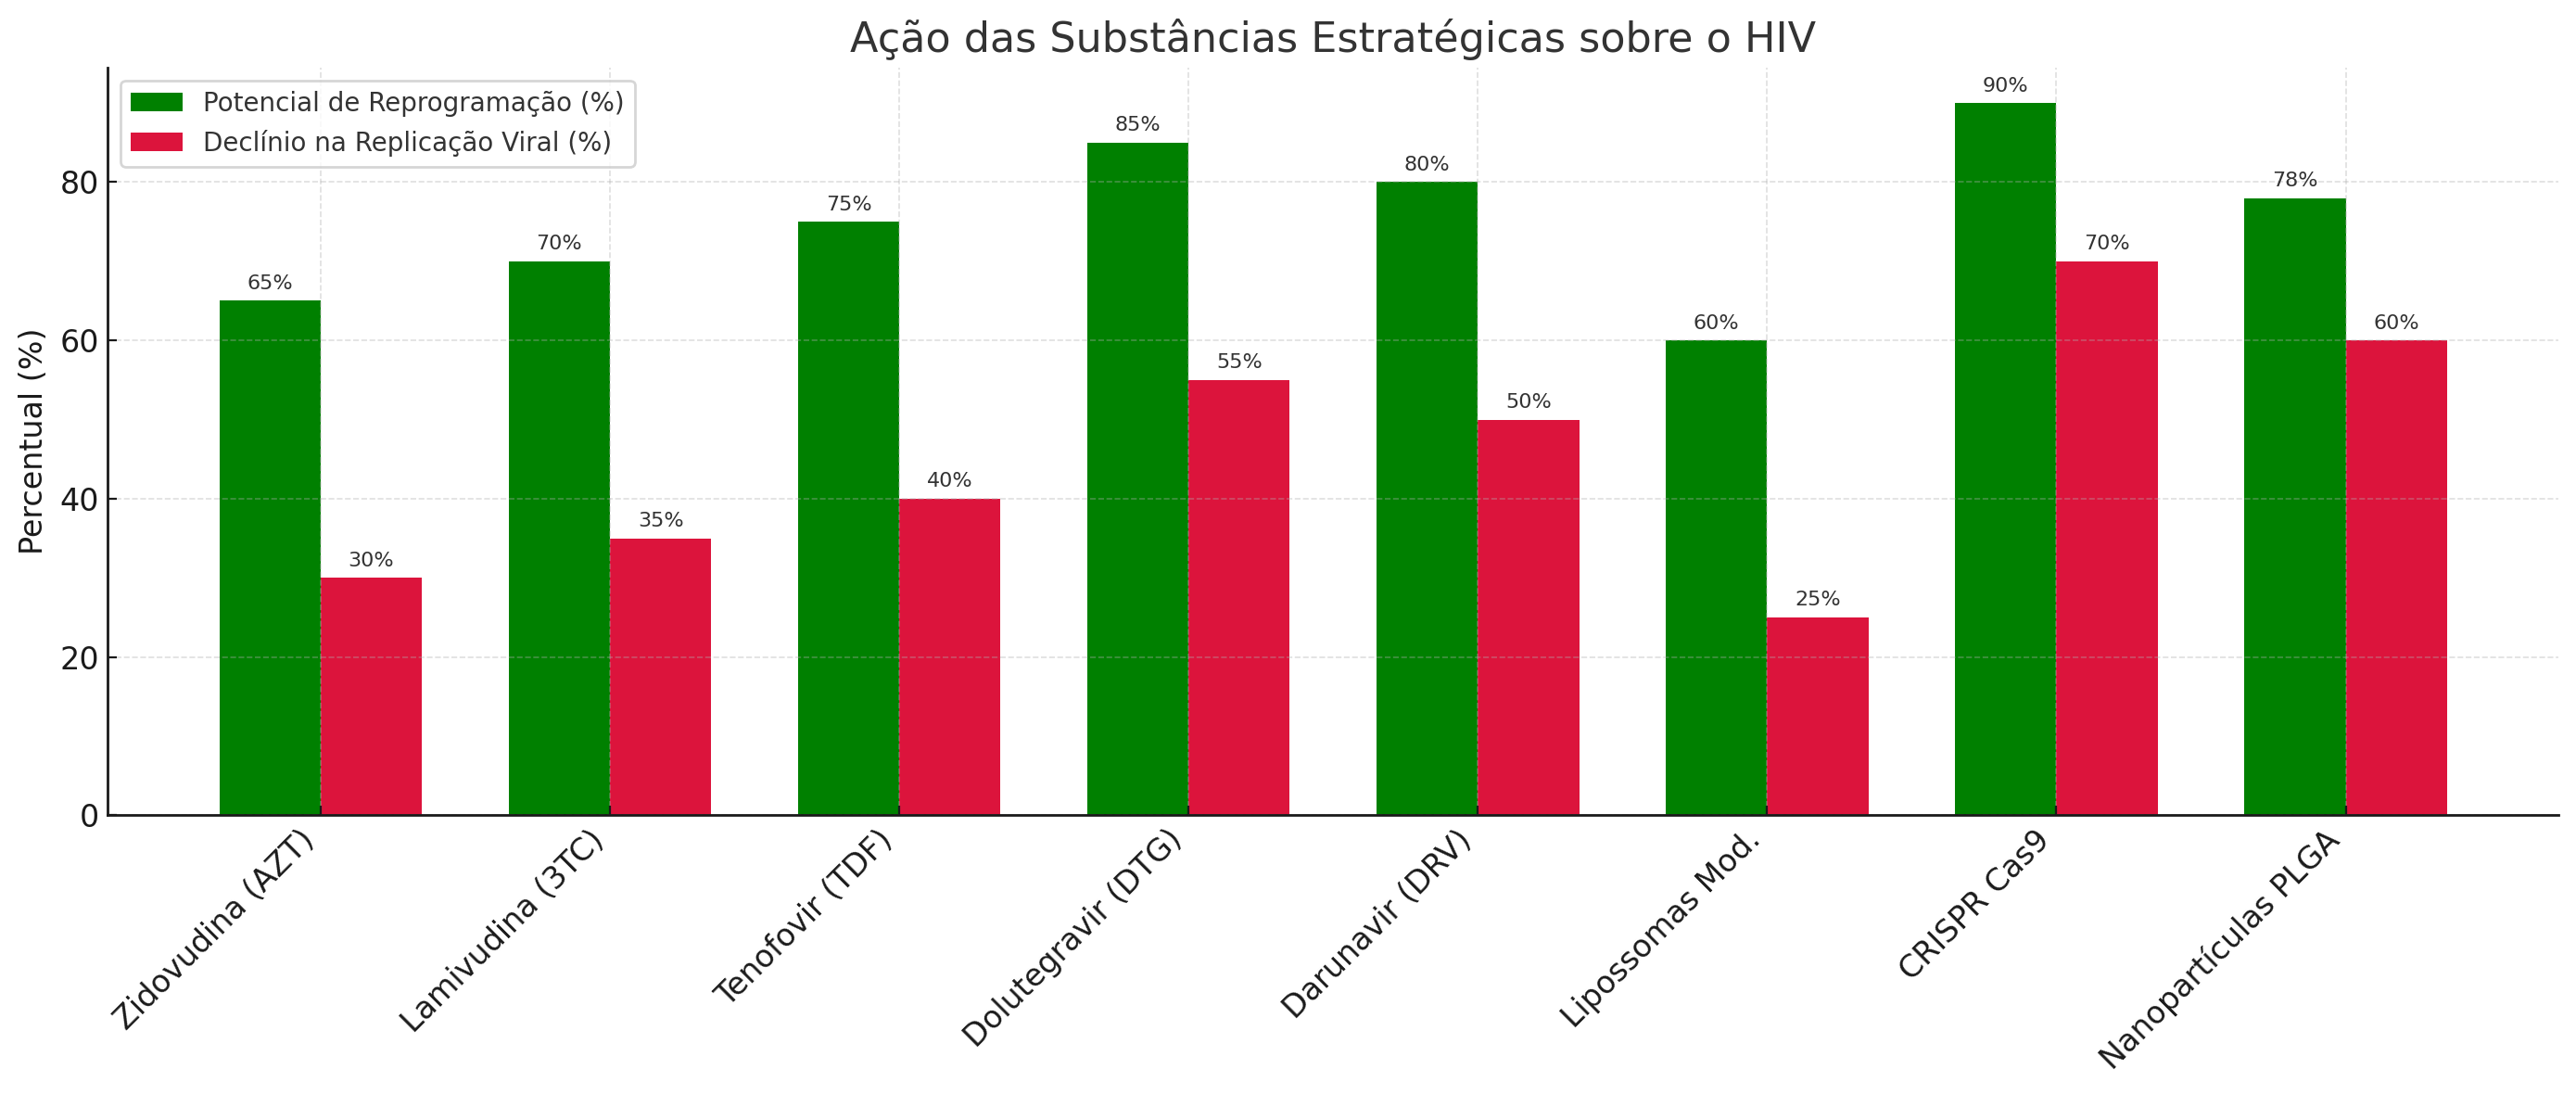 Ação das Substâncias Estratégicas sobre o HIV
Potencial de Reprogramação (%)
Declínio na Replicação Viral (%)
Percentual (%)
80
60
40
20
0
65%
30%
70%
35%
75%
40%
85%
55%
80%
50%
60%
25%
90%
70%
78%
60%
Zidovudina (AZT)
Lamivudina (3TC)
Tenofovir (TDF)
Dolutegravir (DTG)
Darunavir (DRV)
Lipossomas Mod.
CRISPR Cas9
Nanopartículas PLGA